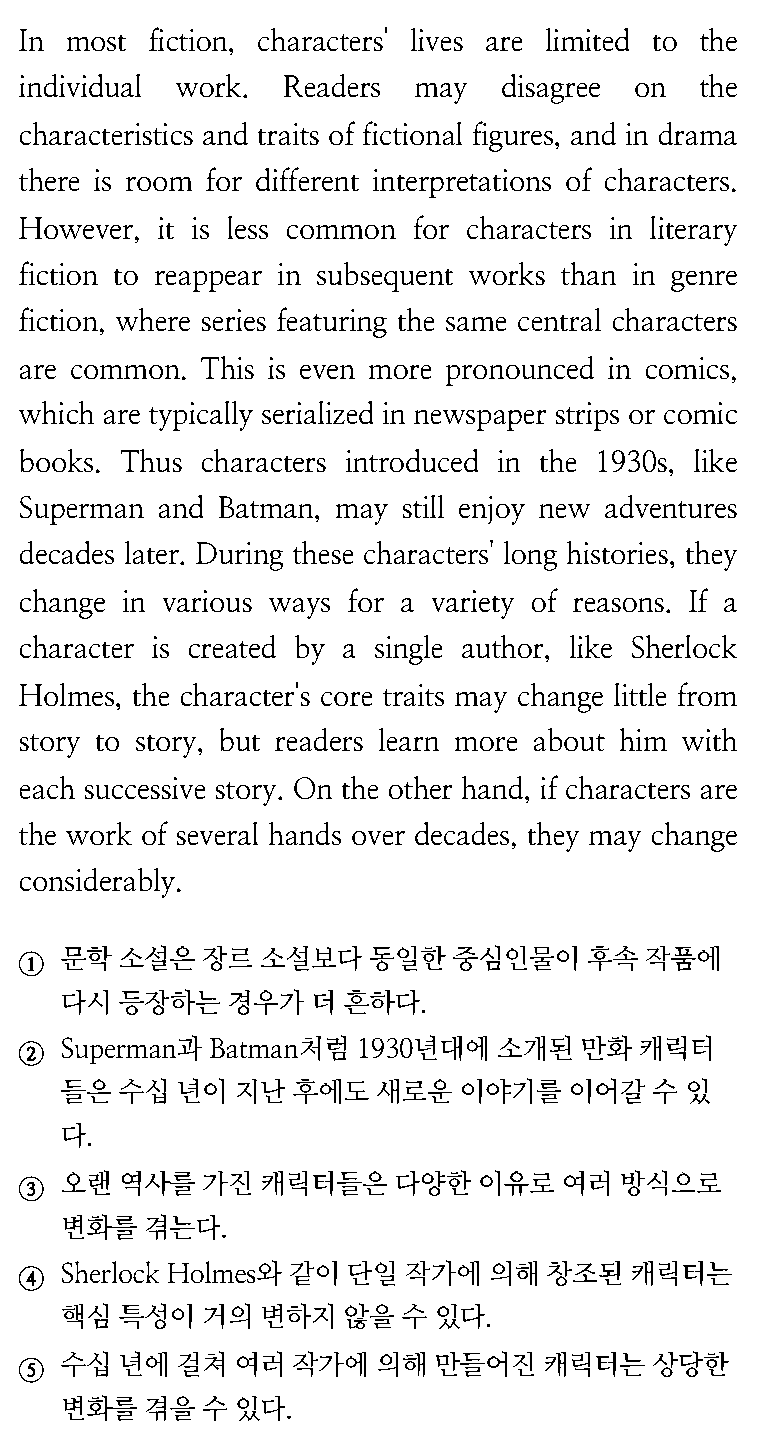 In most fiction, characters' lives are limited to the
individual work. Readers may disagree on the
characteristics and traits of fictional figures, and in drama
there is room for different interpretations of characters.
However, it is less common for characters in literary
fiction to reappear in subsequent works than in genre
fiction, where series featuring the same central characters
are common. This is even more pronounced in comics,
which are typically serialized in newspaper strips or comic
books. Thus characters introduced in the 1930s, like
Superman and Batman, may still enjoy new adventures
decades later. During these characters' long histories, they
change in various ways for a variety of reasons. If a
character is created by a single author, like Sherlock
Holmes, the character's core traits may change little from
story to story, but readers learn more about him with
each successive story. On the other hand, if characters are
the work of several hands over decades, they may change
considerably.
① 문학 소설은 장르 소설보다 동일한 중심인물이 후속 작품에
다시 등장하는 경우가 더 흔하다.
② Superman과 Batman처럼 1930년대에 소개된 만화 캐릭터
들은 수십 년이 지난 후에도 새로운 이야기를 이어갈 수 있
다.
③ 오랜 역사를 가진 캐릭터들은 다양한 이유로 여러 방식으로
변화를 겪는다.
④ Sherlock Holmes와 같이 단일 작가에 의해 창조된 캐릭터는
핵심 특성이 거의 변하지 않을 수 있다.
⑤ 수십 년에 걸쳐 여러 작가에 의해 만들어진 캐릭터는 상당한
변화를 겪을 수 있다.